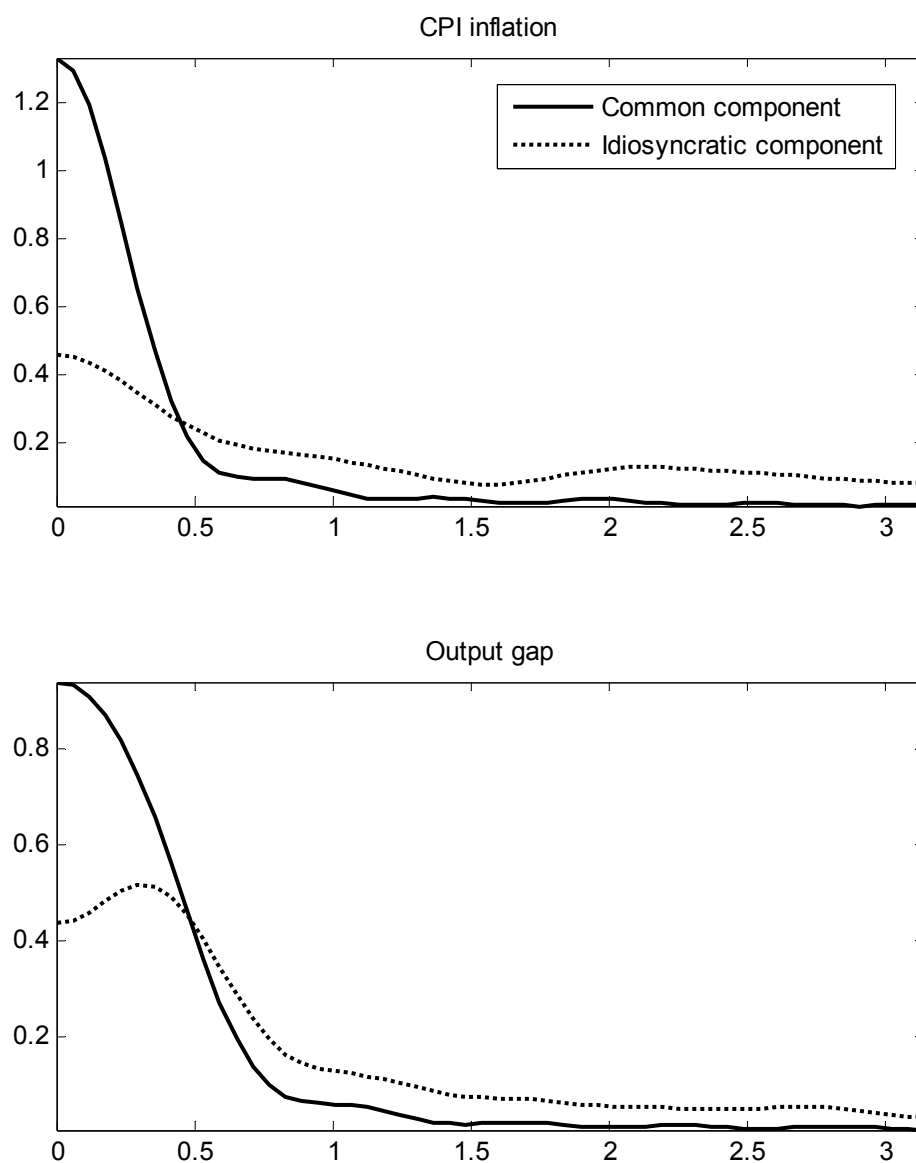 CPI inflation
1.2
1
0.8
0.6
0.4
0.2
Common component
Idiosyncratic component
0 0.5 1 1.5 2 2.5 3
Output gap
0.8
0.6
0.4
0.2
0 0.5 1 1.5 2 2.5 3